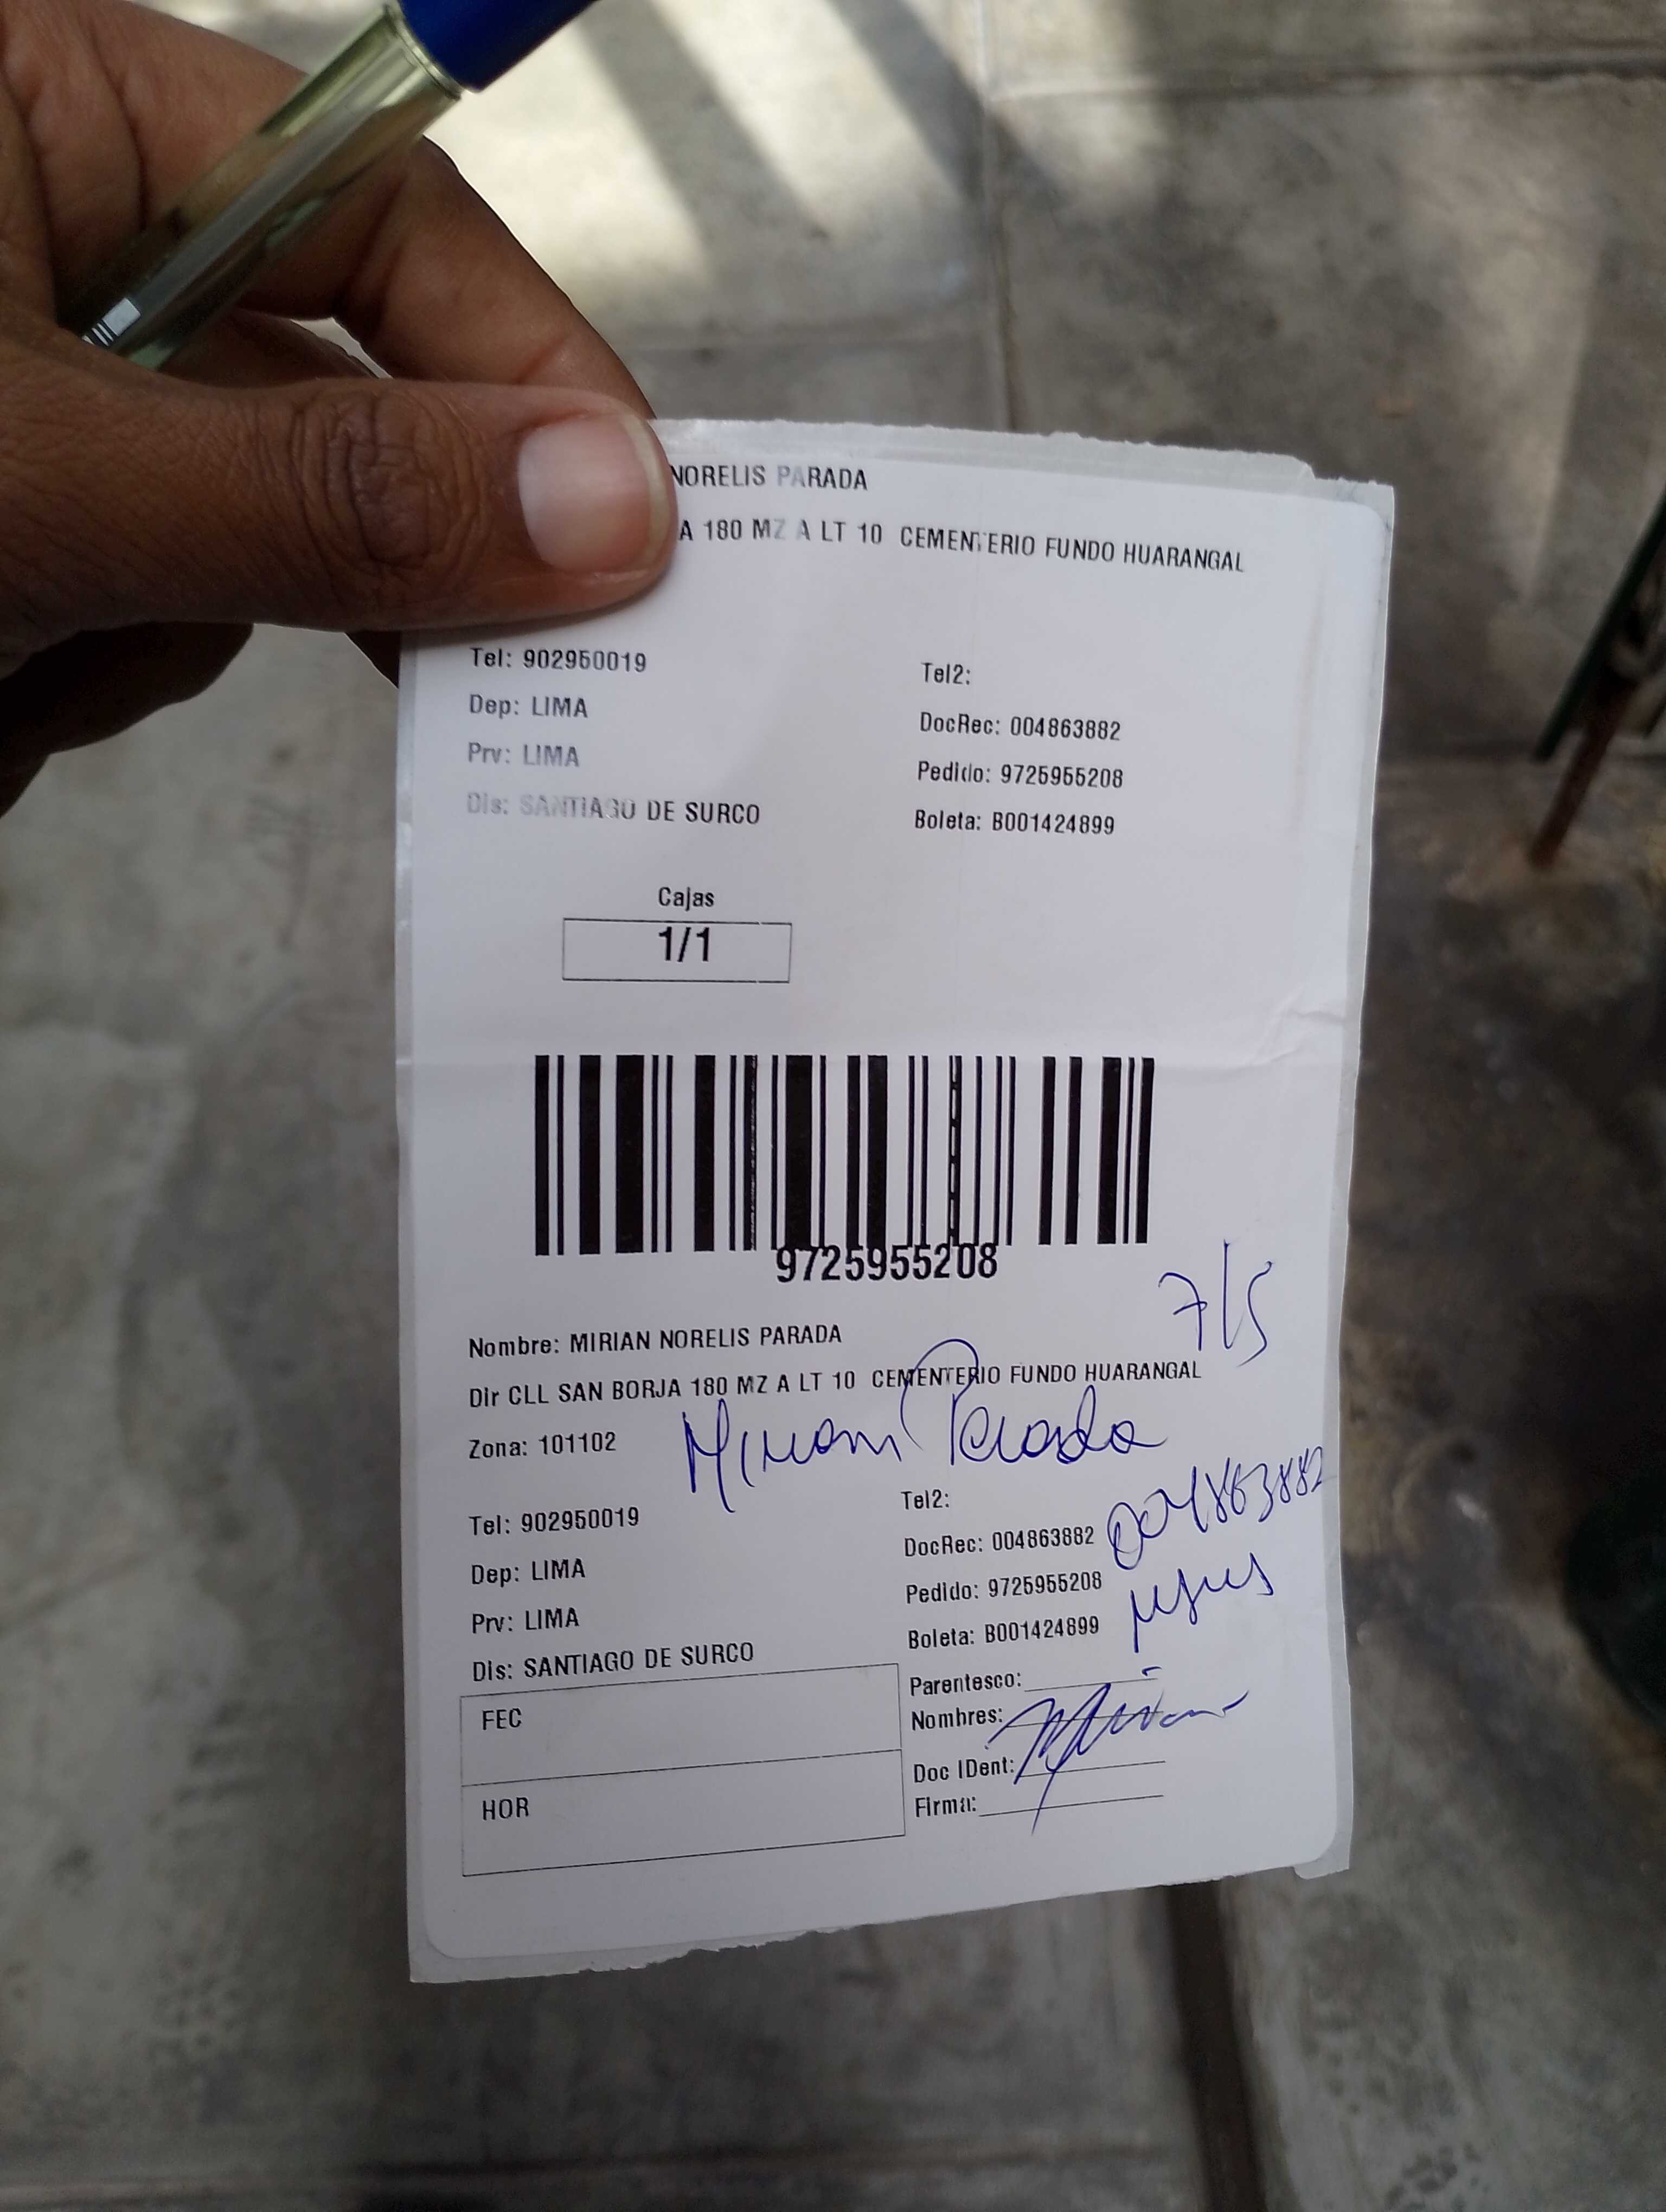 NORELIS PARADA
A 180 MZ A LT 10 CEMENTERIO FUNDO HUARANGAL
Tel: 902950019
Tel2:
Dep: LIMA
DocRec: 004863882
Prv: LIMA
Pedido: 9725955208
Dis: SANTIAGO DE SURCO
Boleta: B001424899
Cajas
1/1
9725955208
7/5
Nombre: MIRIAN NORELIS PARADA
Dir CLL SAN BORJA 180 MZ A LT 10 CEMENTERIO FUNDO HUARANGAL
Zona: 101102
Miriam Parada
Tel: 902950019
Tel2:
Dep: LIMA
DocRec: 004863882
004863882
Prv: LIMA
Pedido: 9725955208
Dis: SANTIAGO DE SURCO
Boleta: B001424899
FEC
Parentesco:
Nombres:
HOR
Doc IDent:
Firma: